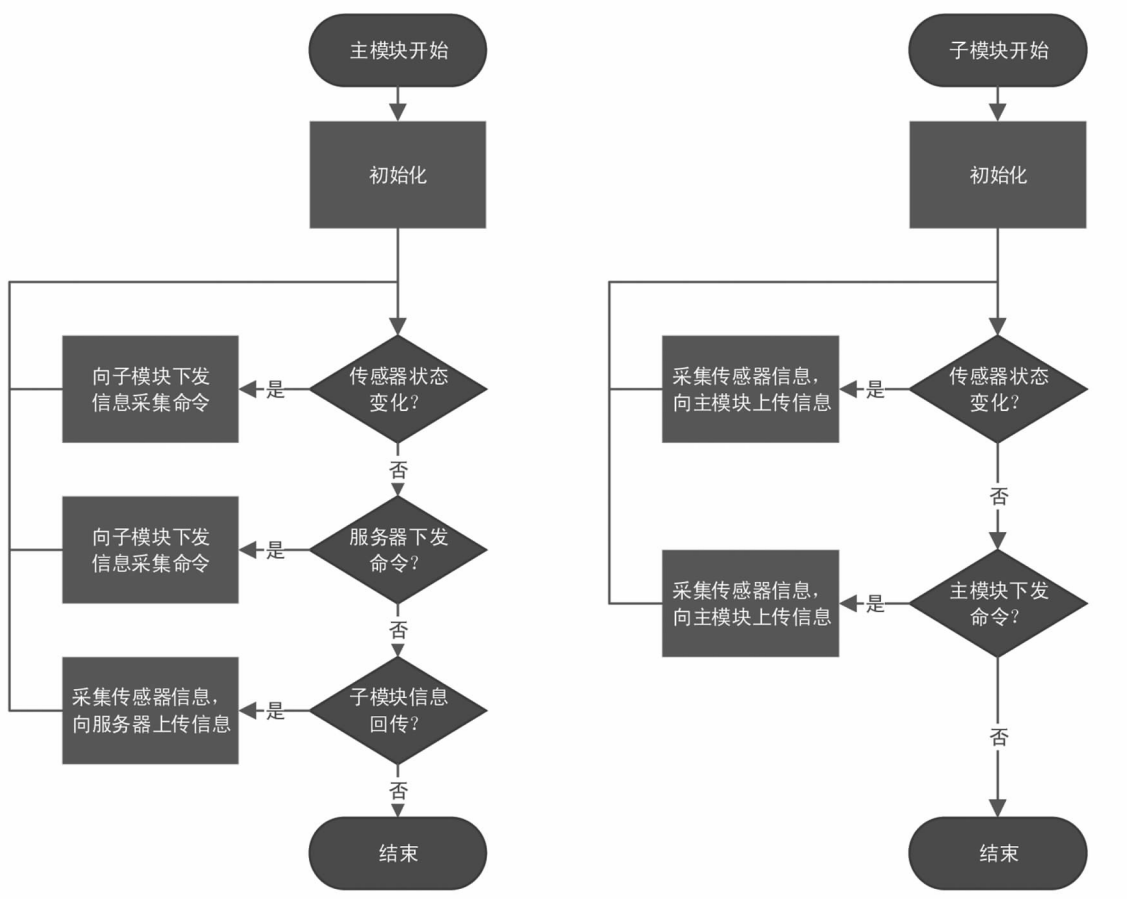 主模块开始
初始化
传感器状态
变化？
是
向子模块下发
信息采集命令
否
服务器下发
命令？
是
向子模块下发
信息采集命令
否
子模块信息
回传？
是
采集传感器信息，
向服务器上传信息
否
结束
子模块开始
初始化
传感器状态
变化？
是
采集传感器信息，
向主模块上传信息
否
主模块下发
命令？
是
采集传感器信息，
向主模块上传信息
否
结束